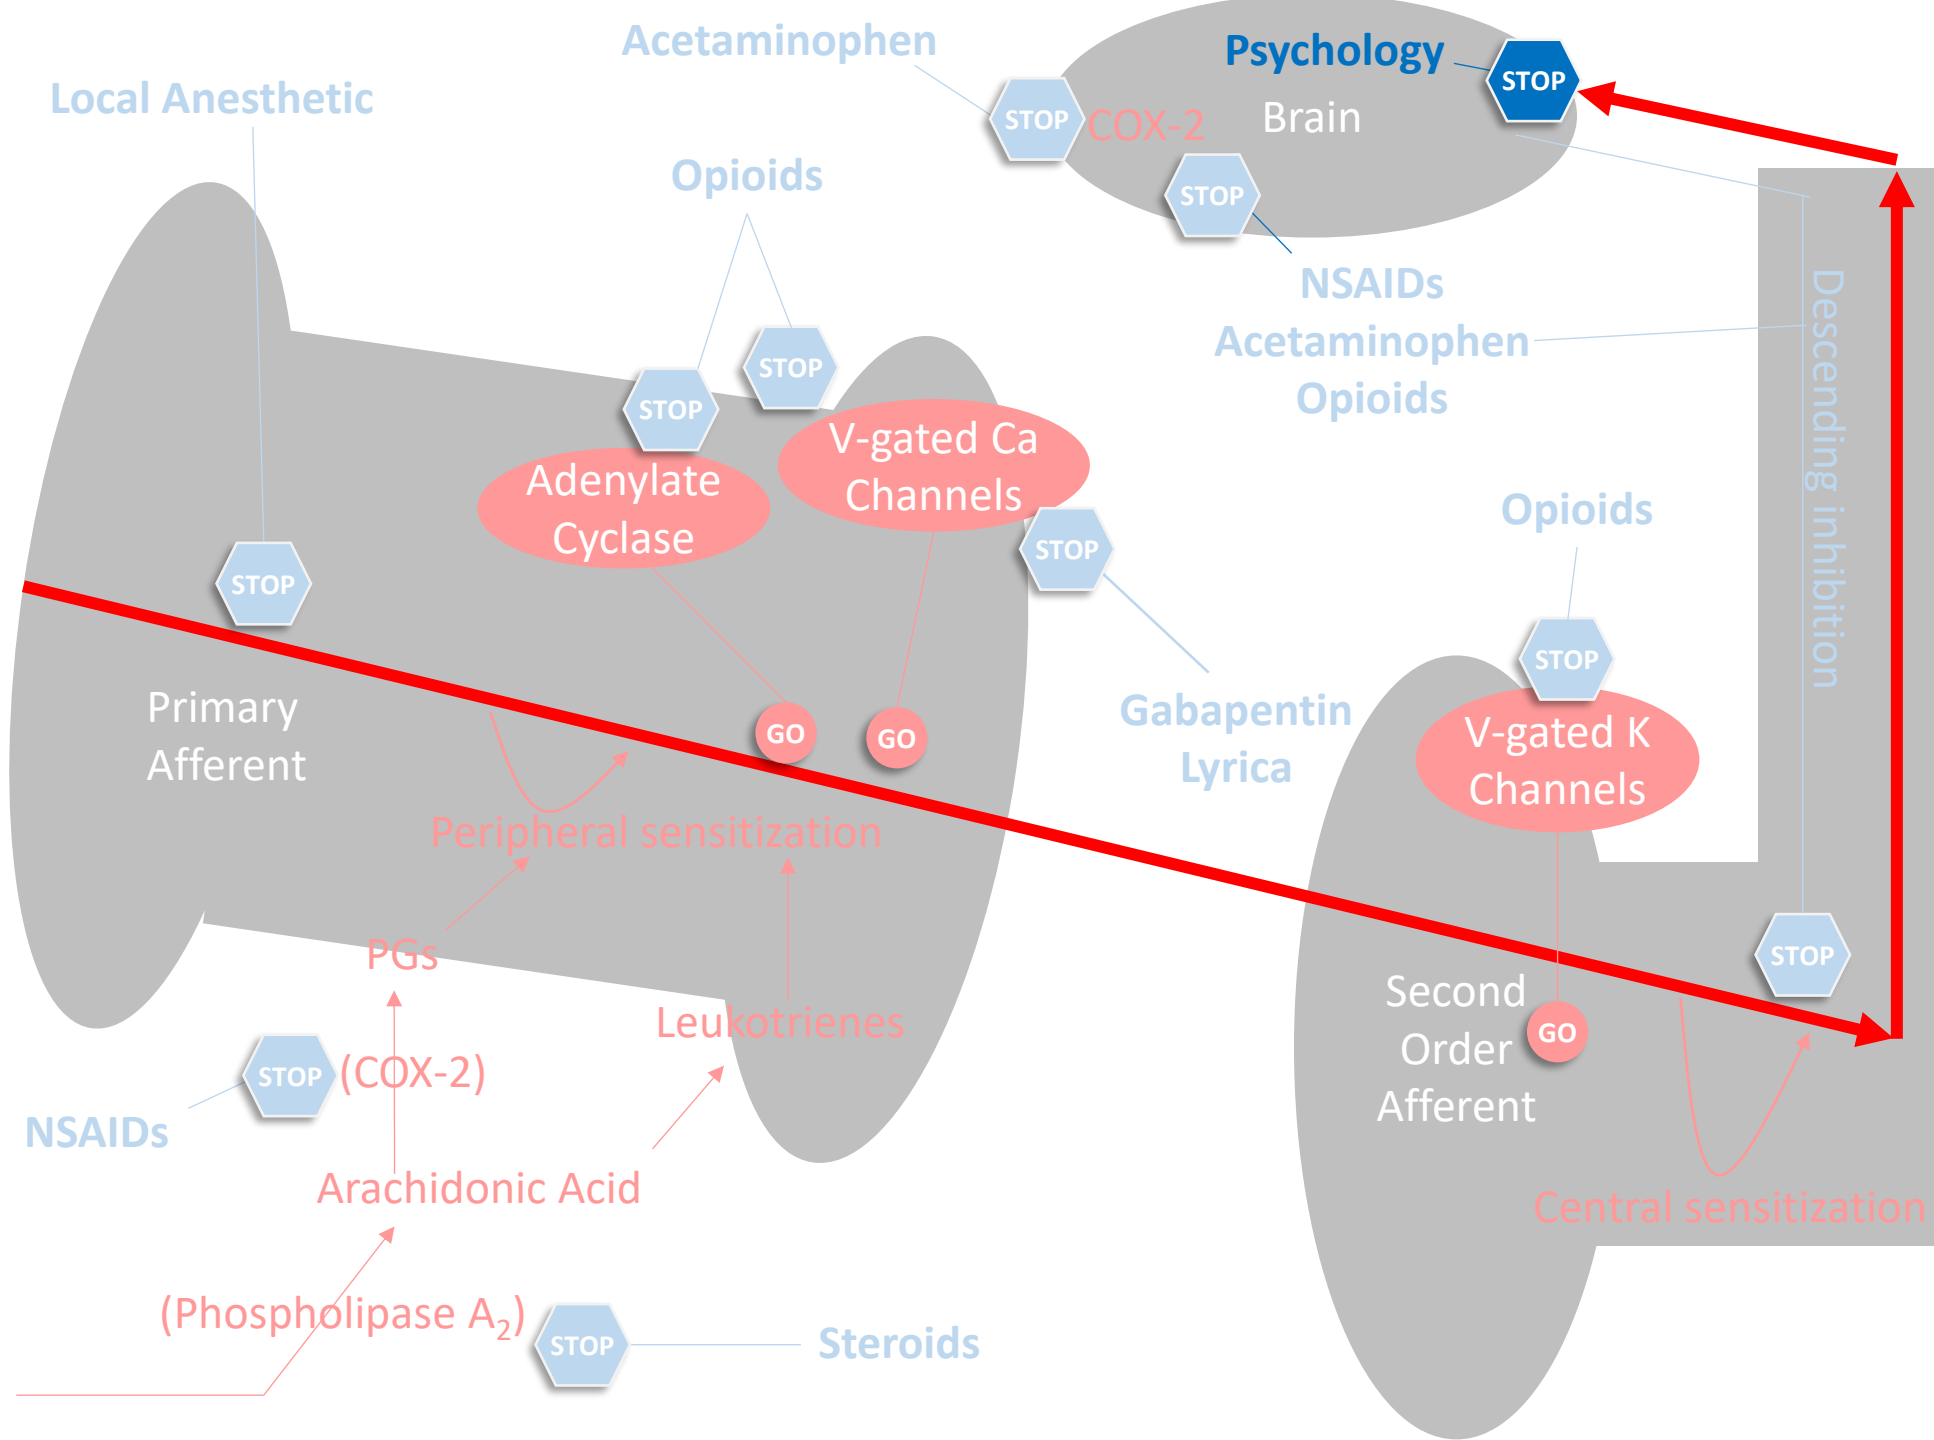 Acetaminophen
Psychology
STOP
Local Anesthetic
STOP
COX-2
Brain
Opioids
STOP
NSAIDs
Acetaminophen
Opioids
Descending inhibition
STOP
STOP
V-gated Ca
Channels
Adenylate
Cyclase
STOP
Opioids
STOP
STOP
Gabapentin
Lyrica
V-gated K
Channels
Primary
Afferent
GO
GO
Peripheral sensitization
PGs
STOP
Second
Order
Afferent
GO
Leukotrienes
STOP
(COX-2)
NSAIDs
Arachidonic Acid
Central sensitization
(Phospholipase A₂)
STOP
Steroids